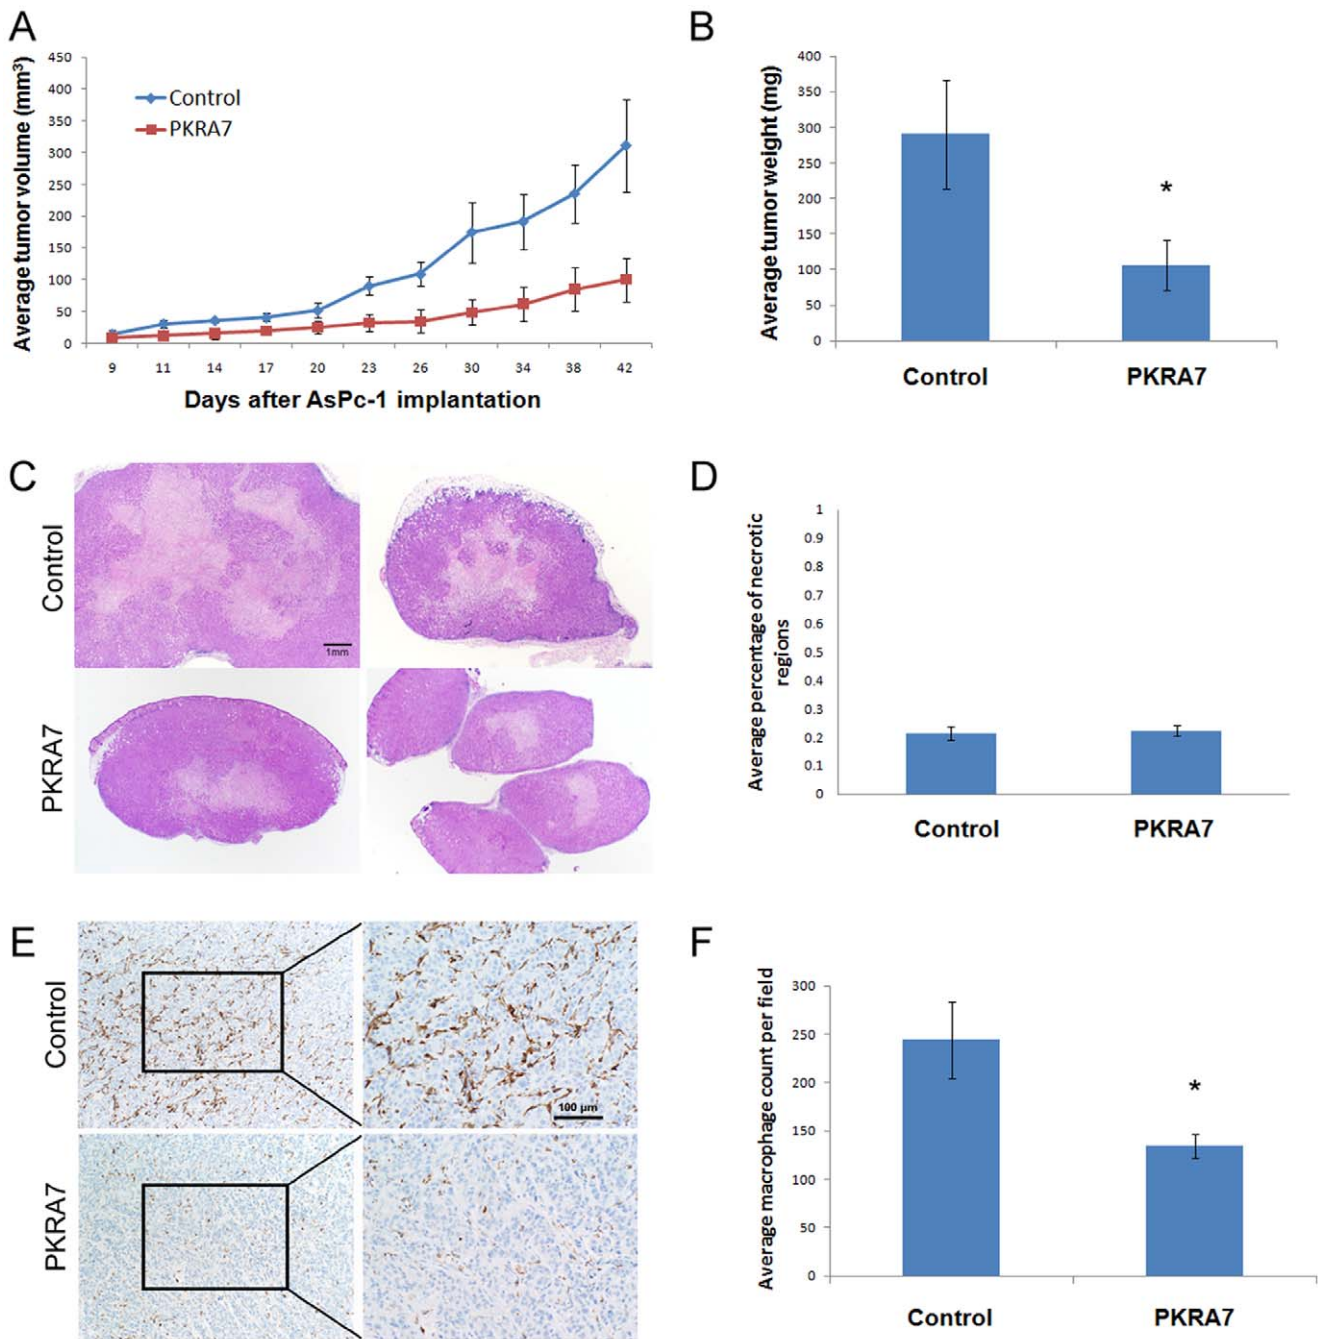 A
Average tumor volume (mm³)
450
400
350
300
250
200
150
100
50
0
Control
PKRA7
9 11 14 17 20 23 26 30 34 38 42
Days after AsPc-1 implantation
B
Average tumor weight (mg)
400
350
300
250
200
150
100
50
0
*
Control PKRA7
C
Control
1mm
PKRA7
D
Average percentage of necrotic
regions
1
0.9
0.8
0.7
0.6
0.5
0.4
0.3
0.2
0.1
0
Control PKRA7
E
Control
100 µm
PKRA7
F
Average macrophage count per field
300
250
200
150
100
50
0
*
Control PKRA7